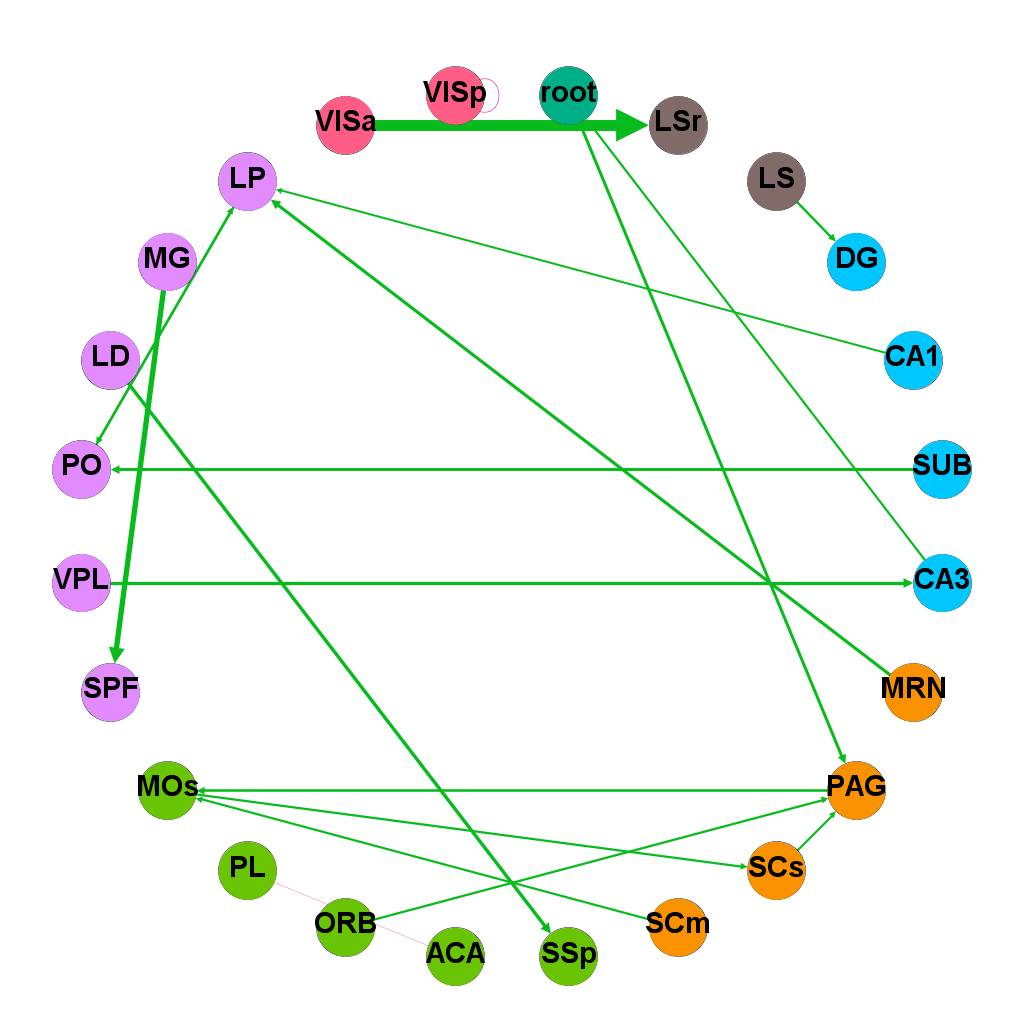 VISp
root
VISa
LSr
LP
LS
MG
DG
LD
CA1
PO
SUB
VPL
CA3
SPF
MRN
MOs
PAG
PL
SCs
ORB
SCm
ACA
SSp